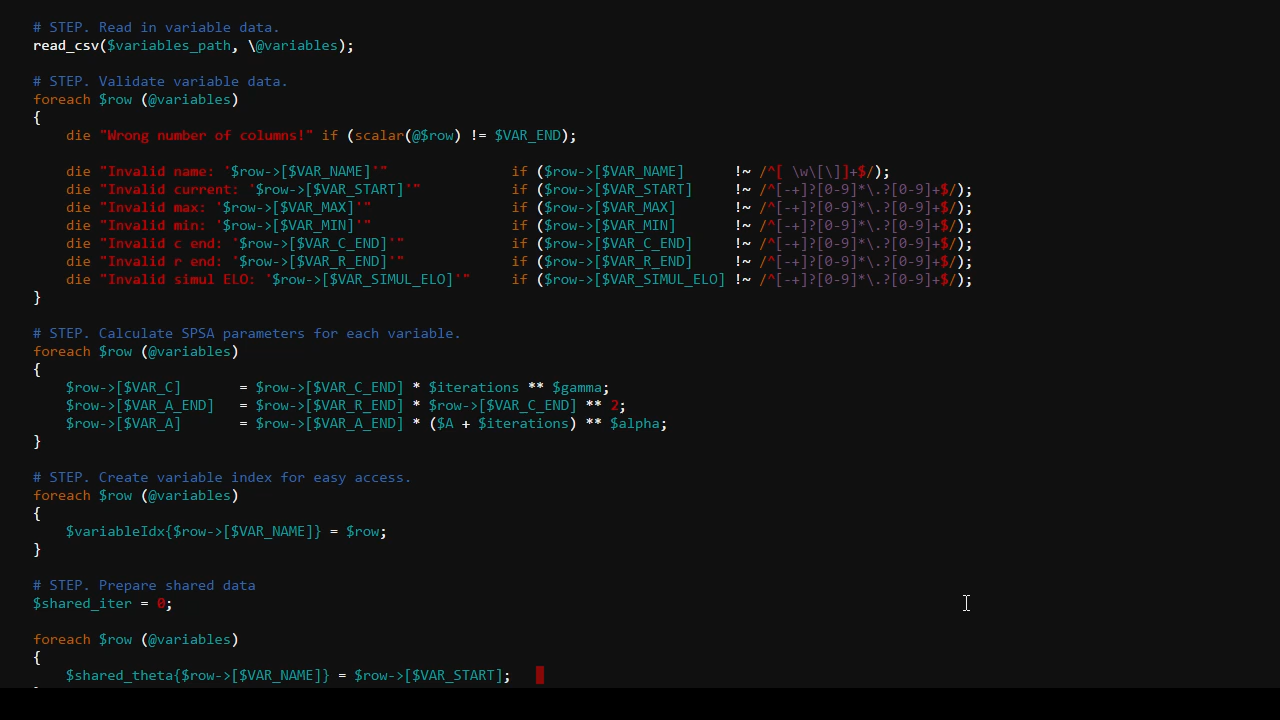 # STEP. Read in variable data.
read_csv($variables_path, \@variables);
# STEP. Validate variable data.
foreach $row (@variables)
{
die "Wrong number of columns!" if (scalar(@$row) != $VAR_END);
die "Invalid name: '$row->[$VAR_NAME]'" if ($row->[$VAR_NAME] !~ /^[ \w\[\]]+$/);
die "Invalid current: '$row->[$VAR_START]'" if ($row->[$VAR_START] !~ /^[-+]?[0-9]*\.?[0-9]+$/);
die "Invalid max: '$row->[$VAR_MAX]'" if ($row->[$VAR_MAX] !~ /^[-+]?[0-9]*\.?[0-9]+$/);
die "Invalid min: '$row->[$VAR_MIN]'" if ($row->[$VAR_MIN] !~ /^[-+]?[0-9]*\.?[0-9]+$/);
die "Invalid c end: '$row->[$VAR_C_END]'" if ($row->[$VAR_C_END] !~ /^[-+]?[0-9]*\.?[0-9]+$/);
die "Invalid r end: '$row->[$VAR_R_END]'" if ($row->[$VAR_R_END] !~ /^[-+]?[0-9]*\.?[0-9]+$/);
die "Invalid simul ELO: '$row->[$VAR_SIMUL_ELO]'" if ($row->[$VAR_SIMUL_ELO] !~ /^[-+]?[0-9]*\.?[0-9]+$/);
}
# STEP. Calculate SPSA parameters for each variable.
foreach $row (@variables)
{
$row->[$VAR_C] = $row->[$VAR_C_END] * $iterations ** $gamma;
$row->[$VAR_A_END] = $row->[$VAR_R_END] * $row->[$VAR_C_END] ** 2;
$row->[$VAR_A] = $row->[$VAR_A_END] * ($A + $iterations) ** $alpha;
}
# STEP. Create variable index for easy access.
foreach $row (@variables)
{
$variableIdx{$row->[$VAR_NAME]} = $row;
}
# STEP. Prepare shared data
$shared_iter = 0;
foreach $row (@variables)
{
$shared_theta{$row->[$VAR_NAME]} = $row->[$VAR_START];